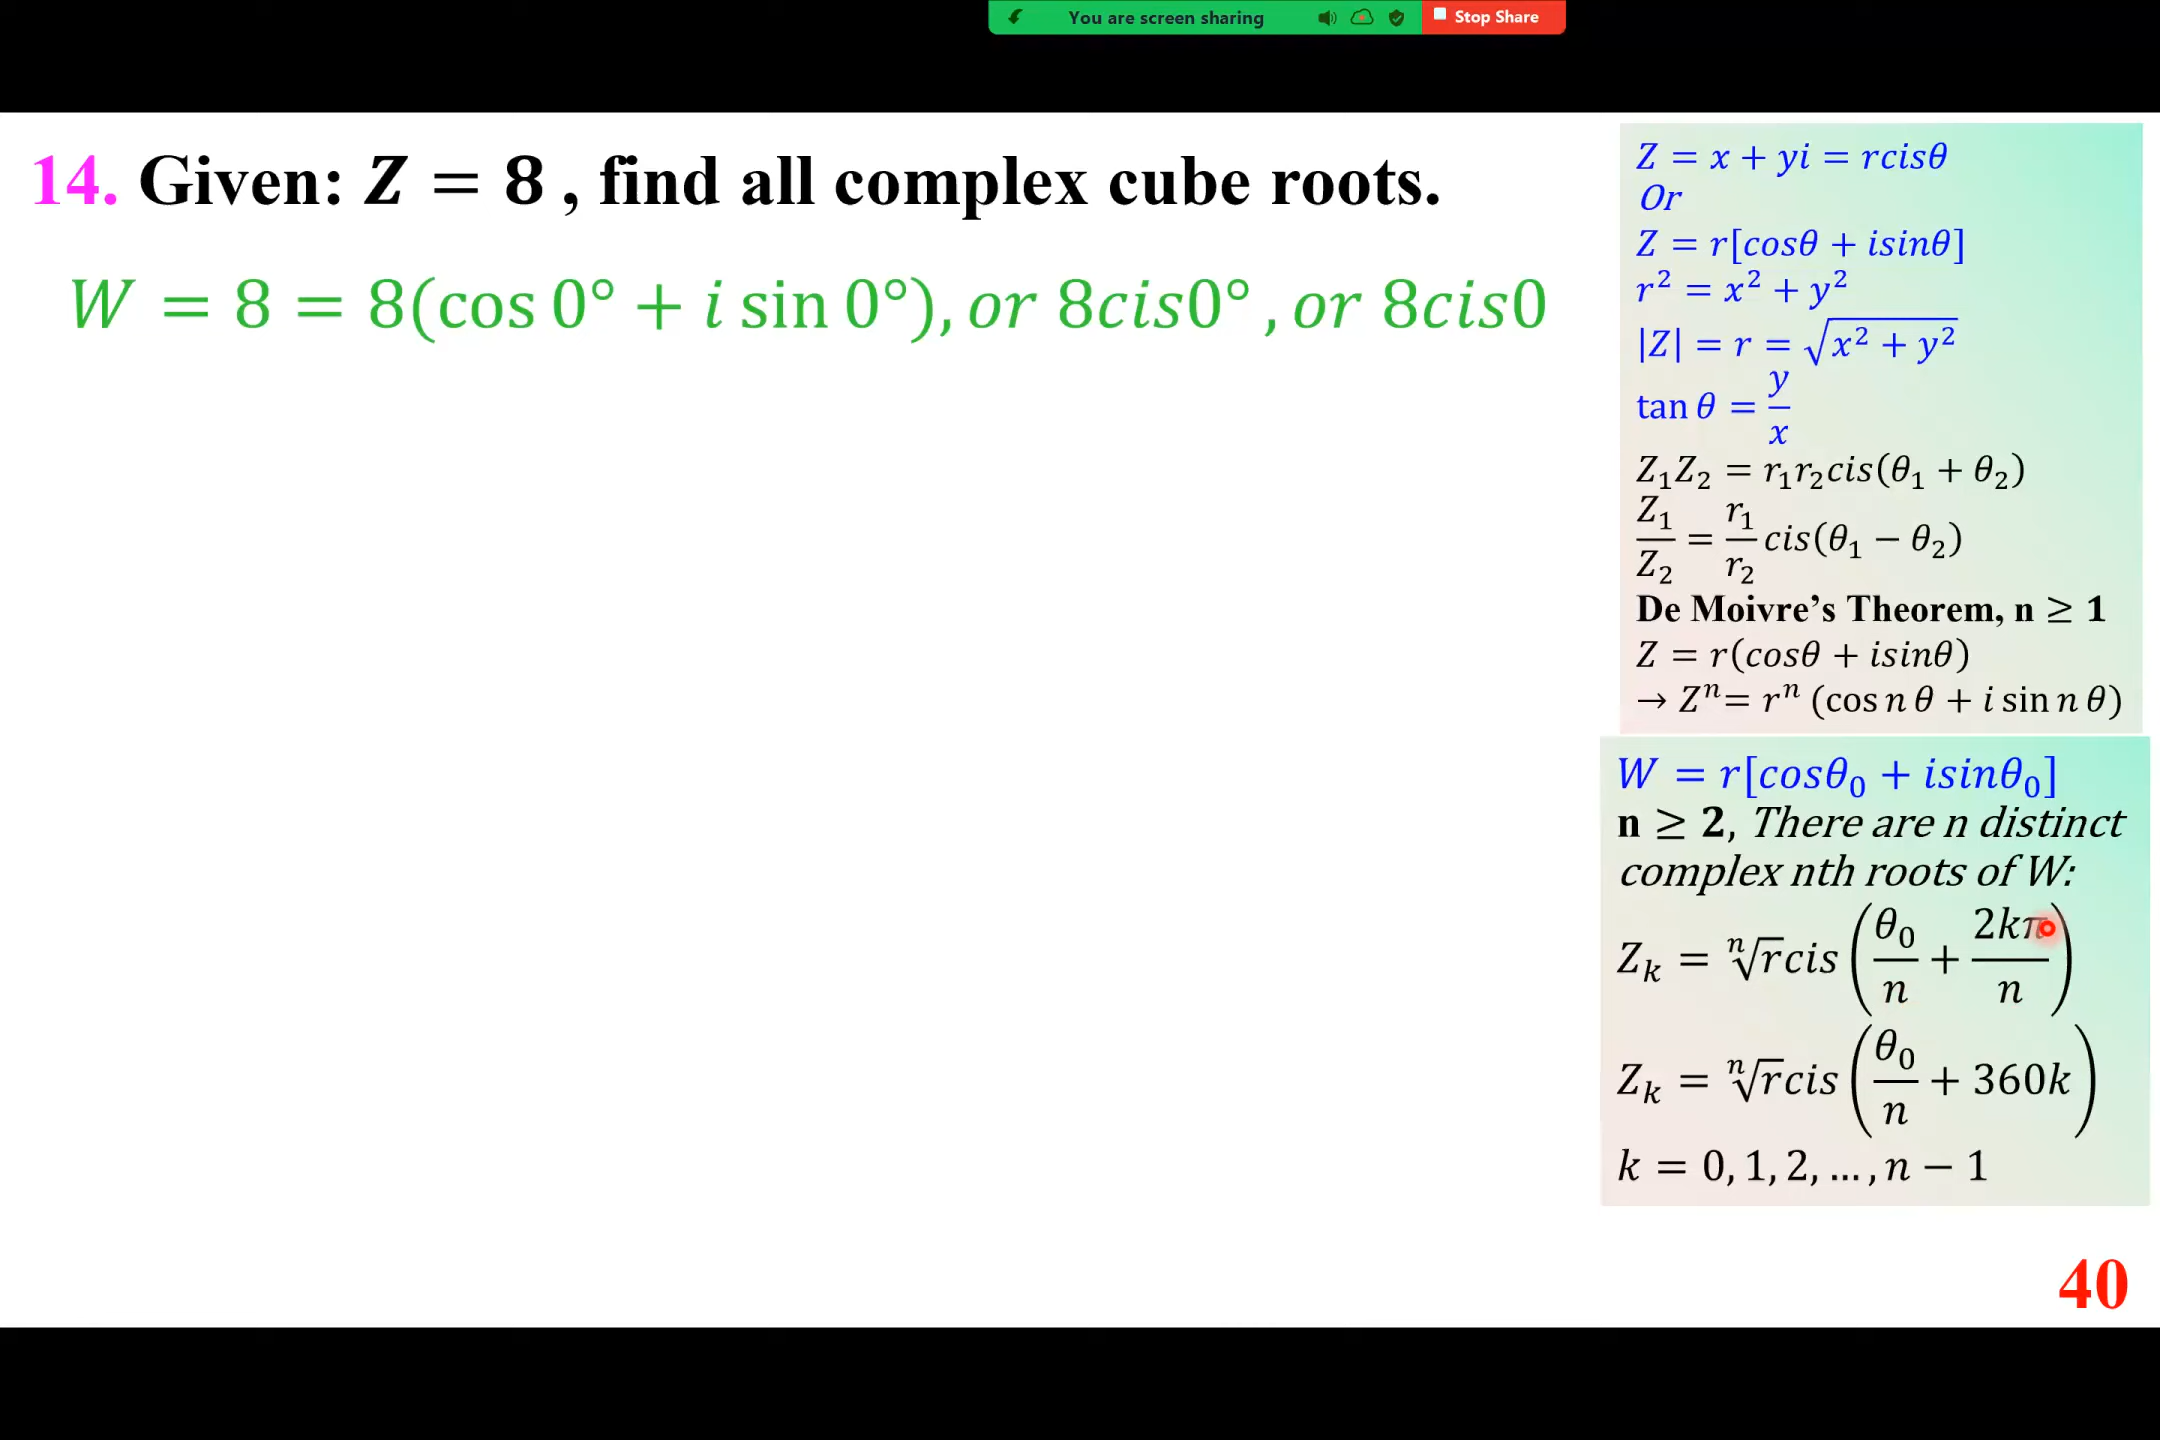 You are screen sharing
Stop Share
14. Given: Z = 8 , find all complex cube roots.
W = 8 = 8(cos 0° + i sin 0°), or 8cis0° , or 8cis0
Z = x + yi = rcisθ
Or
Z = r[cosθ + isinθ]
r² = x² + y²
|Z| = r = √(x² + y²)
tan θ = y/x
Z₁Z₂ = r₁r₂cis(θ₁ + θ₂)
Z₁/Z₂ = r₁/r₂ cis(θ₁ − θ₂)
De Moivre’s Theorem, n ≥ 1
Z = r(cosθ + isinθ)
→ Zⁿ= rⁿ (cos n θ + i sin n θ)
W = r[cosθ₀ + isinθ₀]
n ≥ 2, There are n distinct
complex nth roots of W:
Zₖ = ⁿ√r cis (θ₀/n + 2kπ/n)
Zₖ = ⁿ√r cis (θ₀/n + 360k)
k = 0, 1, 2, … , n − 1
40